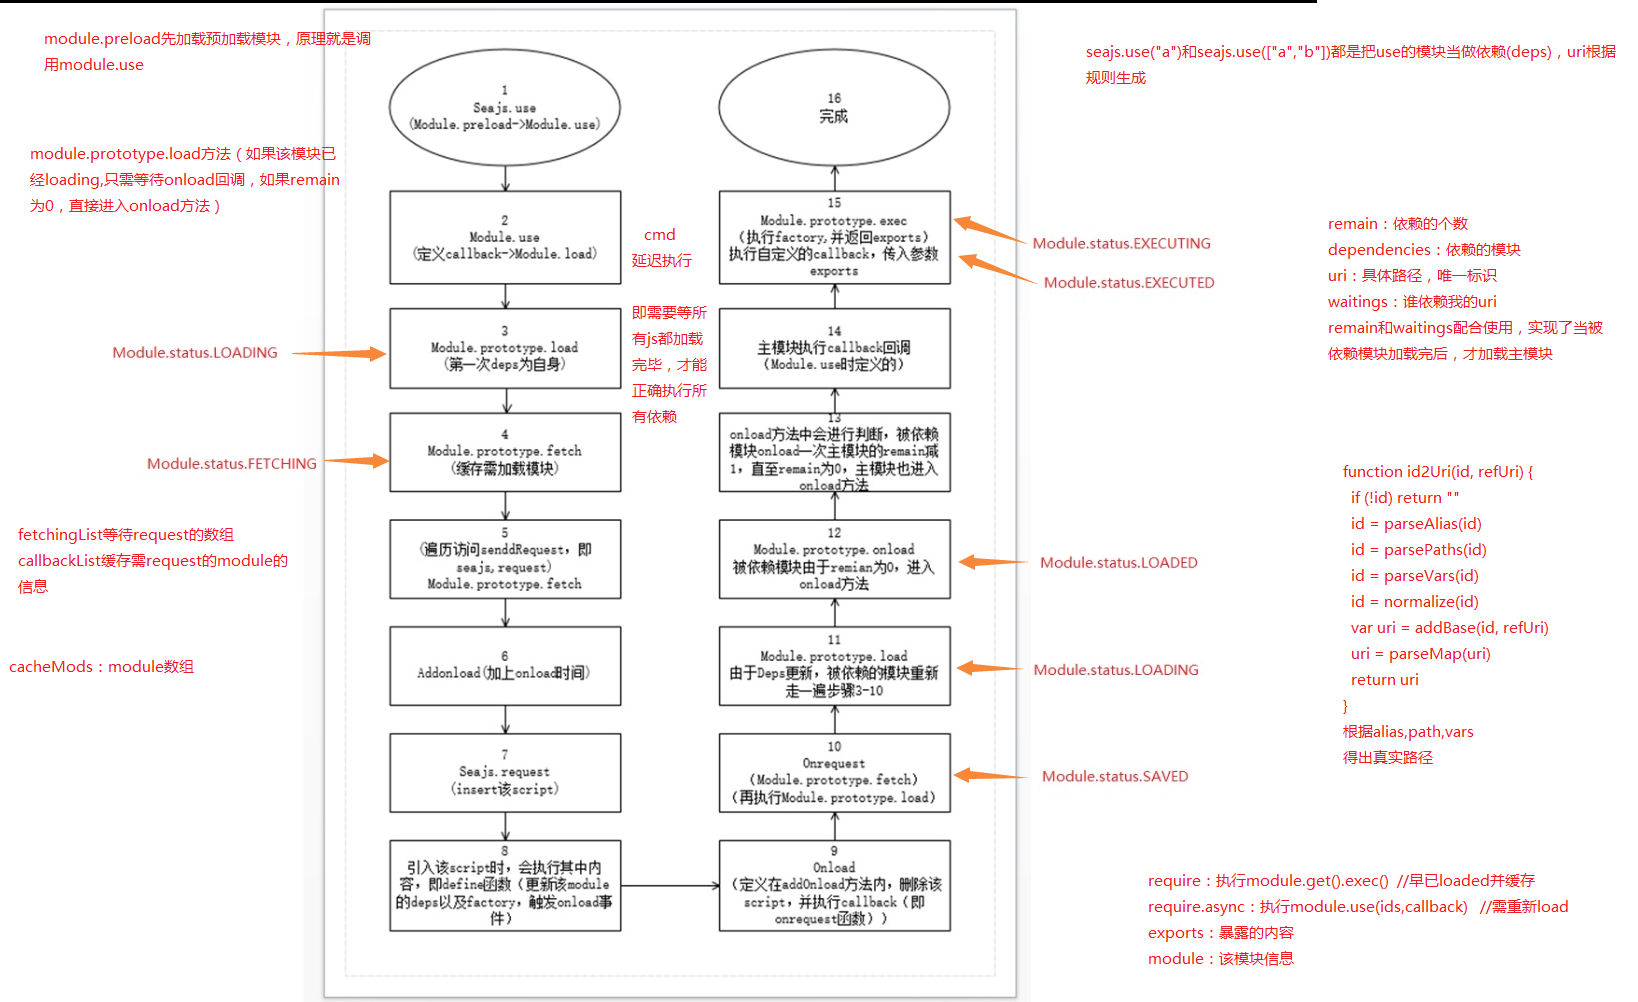 module.preload先加载预加载模块，原理就是调
用module.use
module.prototype.load方法（如果该模块已
经loading,只需等待onload回调，如果remain
为0，直接进入onload方法）
Module.status.LOADING
Module.status.FETCHING
fetchingList等待request的数组
callbackList缓存需request的module的
信息
cacheMods：module数组
1
Seajs.use
(Module.preload->Module.use)
2
Module.use
(定义callback->Module.load)
3
Module.prototype.load
(第一次deps为自身)
4
Module.prototype.fetch
(缓存需加载模块)
5
(遍历访问senddRequest，即
seajs,request)
Module.prototype.fetch
6
Addonload(加上onload时间)
7
Seajs.request
(insert该script)
8
引入该script时，会执行其中内
容，即define函数（更新该module
的deps以及factory，触发onload事
件）
cmd
延迟执行
即需要等所
有js都加载
完毕，才能
正确执行所
有依赖
16
完成
15
Module.prototype.exec
（执行factory,并返回exports）
执行自定义的callback，传入参数
exports
14
主模块执行callback回调
（Module.use时定义的）
13
onload方法中会进行判断，被依赖
模块onload一次主模块的remain减
1，直至remain为0，主模块也进入
onload方法
12
Module.prototype.onload
被依赖模块由于remian为0，进入
onload方法
11
Module.prototype.load
由于Deps更新，被依赖的模块重新
走一遍步骤3-10
10
Onrequest
（Module.prototype.fetch）
（再执行Module.prototype.load）
9
Onload
（定义在addOnload方法内，删除该
script，并执行callback（即
onrequest函数））
Module.status.EXECUTING
Module.status.EXECUTED
Module.status.LOADED
Module.status.LOADING
Module.status.SAVED
seajs.use("a")和seajs.use(["a","b"])都是把use的模块当做依赖(deps)，uri根据
规则生成
remain：依赖的个数
dependencies：依赖的模块
uri：具体路径，唯一标识
waitings：谁依赖我的uri
remain和waitings配合使用，实现了当被
依赖模块加载完后，才加载主模块
function id2Uri(id, refUri) {
if (!id) return ""
id = parseAlias(id)
id = parsePaths(id)
id = parseVars(id)
id = normalize(id)
var uri = addBase(id, refUri)
uri = parseMap(uri)
return uri
}
根据alias,path,vars
得出真实路径
require：执行module.get().exec() //早已loaded并缓存
require.async：执行module.use(ids,callback) //需重新load
exports：暴露的内容
module：该模块信息